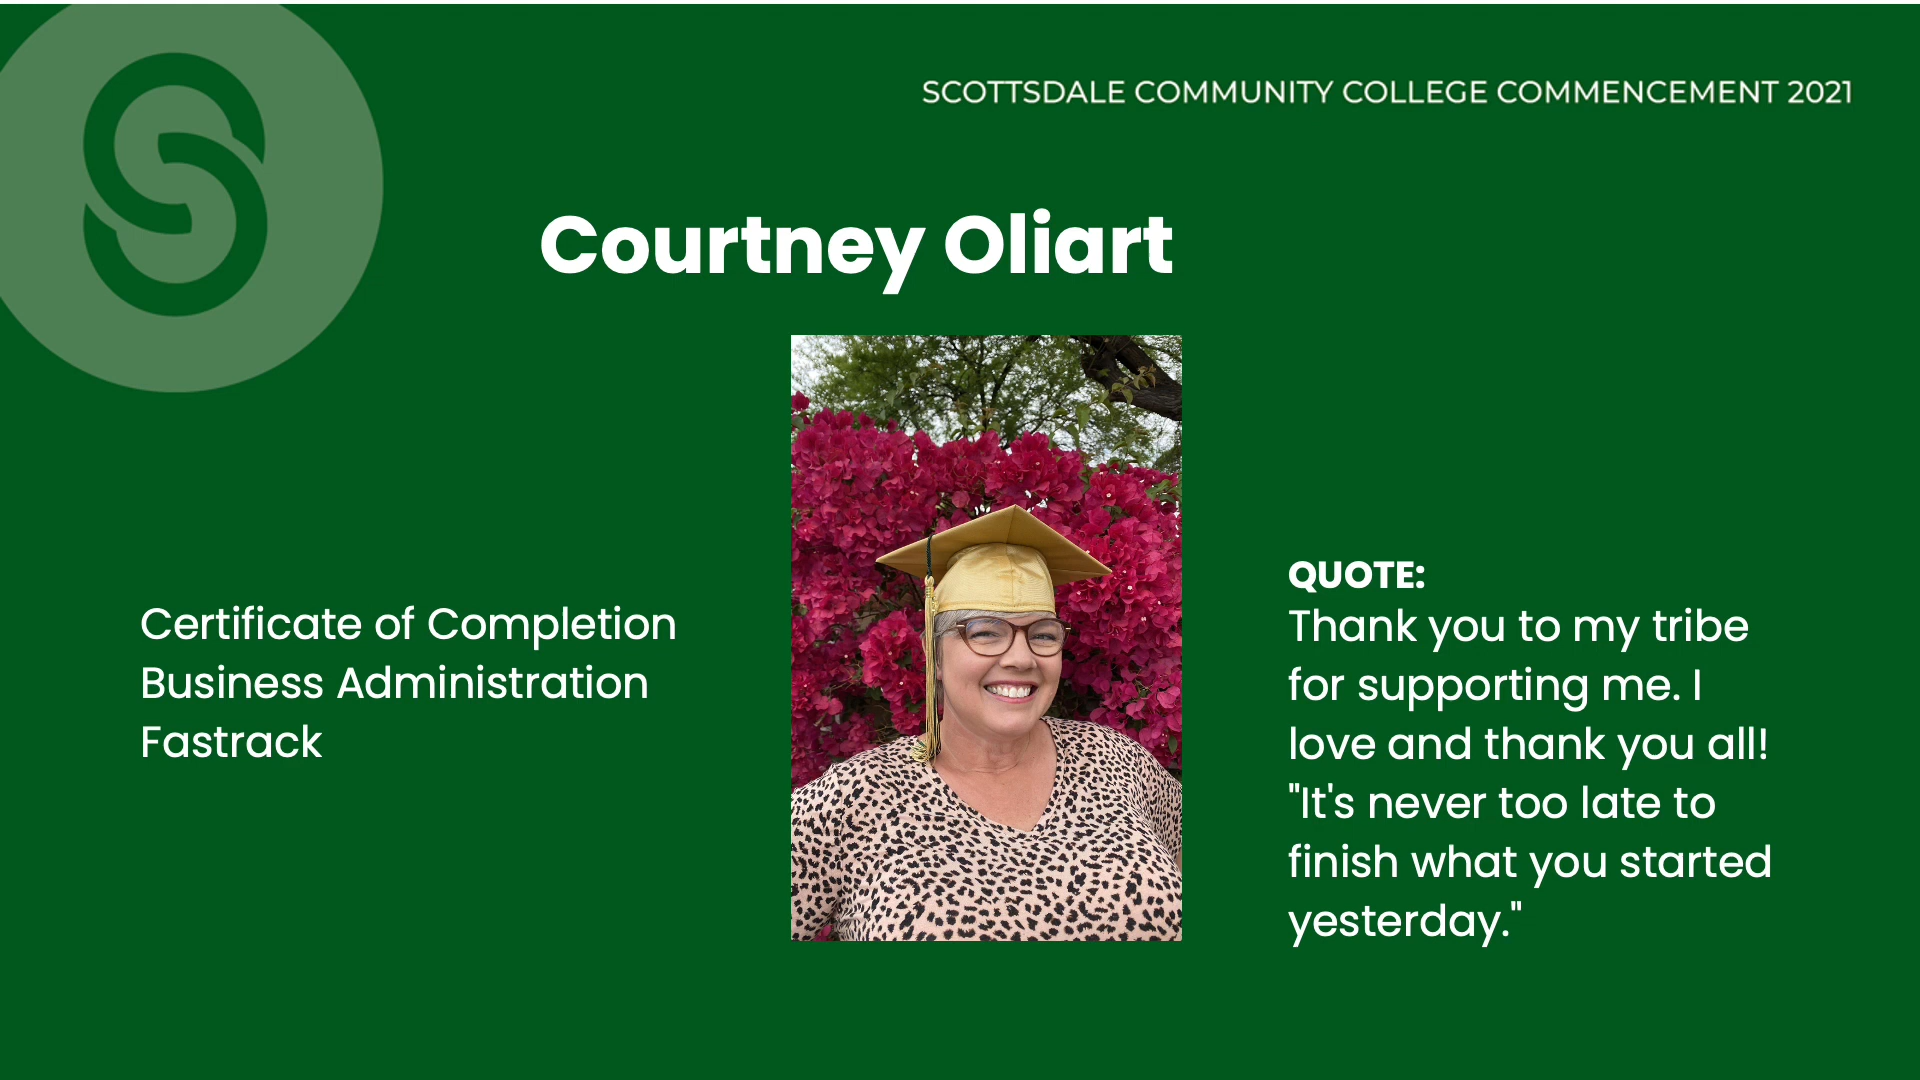 SCOTTSDALE COMMUNITY COLLEGE COMMENCEMENT 2021
Courtney Oliart
Certificate of Completion
Business Administration
Fastrack
QUOTE:
Thank you to my tribe
for supporting me. I
love and thank you all!
"It's never too late to
finish what you started
yesterday."